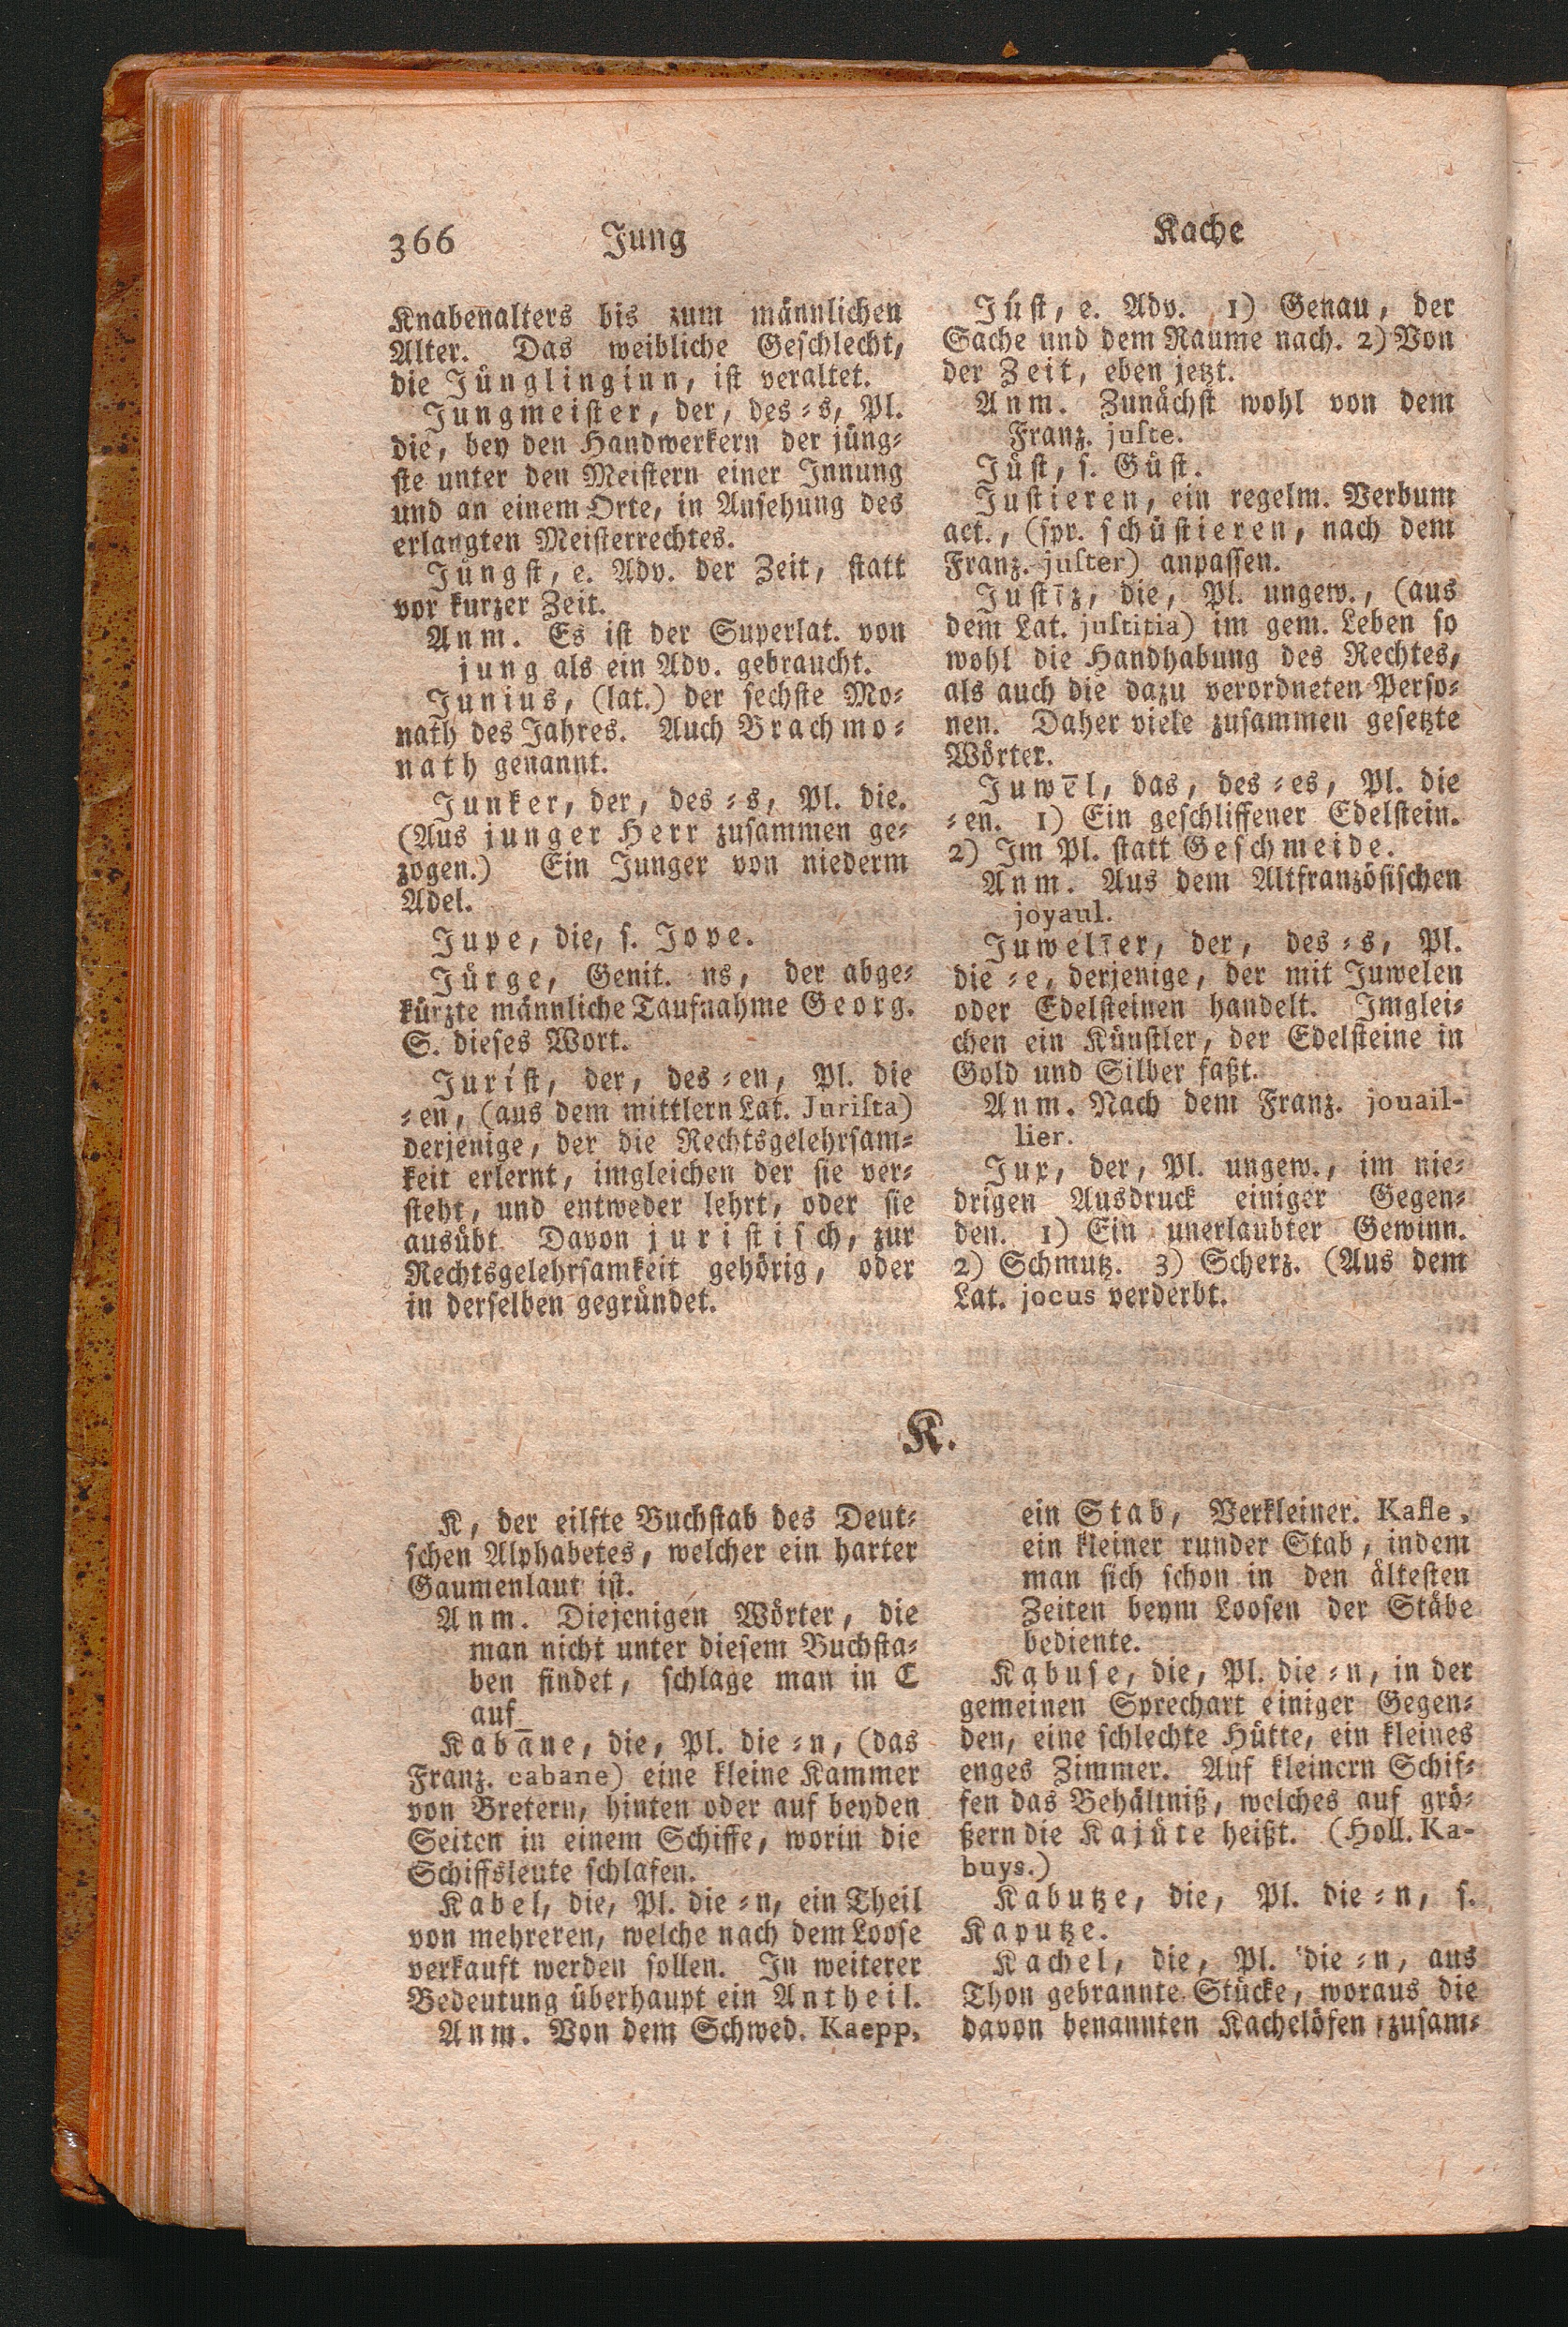 366 Jung Kache
Knabenalters bis zum männlichen
Alter. Das weibliche Geschlecht,
die Jünglinginn, ist veraltet.
Jungmeister, der, des⸗s, Pl.
die, bey den Handwerkern der jüng⸗
ste unter den Meistern einer Innung
und an einem Orte, in Ansehung des
erlangten Meisterrechtes.
Jüngst, e. Adv. der Zeit, statt
vor kurzer Zeit.
Anm. Es ist der Superlat. von
jung als ein Adv. gebraucht.
Junius, (lat.) der sechste Mo⸗
nath des Jahres. Auch Brachmo⸗
nath genannt.
Junker, der, des⸗s, Pl. die.
(Aus junger Herr zusammen ge⸗
zogen.) Ein Junger von niederm
Adel.
Jupe, die, s. Jope.
Jürge, Genit. ns, der abge⸗
kürzte männliche Taufnahme Georg.
S. dieses Wort.
Juríst, der, des⸗en, Pl. die
⸗en, (aus dem mittlern Lat. Juriſta)
derjenige, der die Rechtsgelehrsam⸗
keit erlernt, imgleichen der sie ver⸗
steht, und entweder lehrt, oder sie
ausübt Davon juristisch, zur
Rechtsgelehrsamkeit gehörig, oder
in derselben gegründet.
Júst, e. Adv. 1) Genau, der
Sache und dem Raume nach. 2) Von
der Zeit, eben jetzt.
Anm. Zunächst wohl von dem
Franz. juſte.
Jüst, s. Güst.
Justieren, ein regelm. Verbum
act., (spr. schüstieren, nach dem
Franz. juſter) anpassen.
Justīz, die, Pl. ungew., (aus
dem Lat. juſtitia) im gem. Leben so
wohl die Handhabung des Rechtes,
als auch die dazu verordneten Perso⸗
nen. Daher viele zusammen gesetzte
Wörter.
Juwēl, das, des⸗es, Pl. die
⸗en. 1) Ein geschliffener Edelstein.
2) Im Pl. statt Geschmeide.
Anm. Aus dem Altfranzösischen
joyaul.
Juwelīer, der, des⸗s, Pl.
die⸗e, derjenige, der mit Juwelen
oder Edelsteinen handelt. Imglei⸗
chen ein Künstler, der Edelsteine in
Gold und Silber faßt.
Anm. Nach dem Franz. jouail-
lier.
Jux, der, Pl. ungew., im nie⸗
drigen Ausdruck einiger Gegen⸗
den. 1) Ein unerlaubter Gewinn.
2) Schmutz. 3) Scherz. (Aus dem
Lat. jocus verderbt.
K.
K, der eilfte Buchstab des Deut⸗
schen Alphabetes, welcher ein harter
Gaumenlaut ist.
Anm. Diejenigen Wörter, die
man nicht unter diesem Buchsta⸗
ben findet, schlage man in C
auf
Kabāne, die, Pl. die⸗n, (das
Franz. cabane) eine kleine Kammer
von Bretern, hinten oder auf beyden
Seiten in einem Schiffe, worin die
Schiffsleute schlafen.
Kabel, die, Pl. die⸗n, ein Theil
von mehreren, welche nach dem Loose
verkauft werden sollen. In weiterer
Bedeutung überhaupt ein Antheil.
Anm. Von dem Schwed. Kaepp,
ein Stab, Verkleiner. Kafle,
ein kleiner runder Stab, indem
man sich schon in den ältesten
Zeiten beym Loosen der Stäbe
bediente.
Kabuse, die, Pl. die⸗n, in der
gemeinen Sprechart einiger Gegen⸗
den, eine schlechte Hütte, ein kleines
enges Zimmer. Auf kleinern Schif⸗
fen das Behältniß, welches auf grö⸗
ßern die Kajüte heißt. (Holl. Ka-
buys.)
Kabutze, die, Pl. die⸗n, s.
Kaputze.
Kachel, die, Pl. die⸗n, aus
Thon gebrannte Stücke, woraus die
davon benannten Kachelöfen zusam⸗